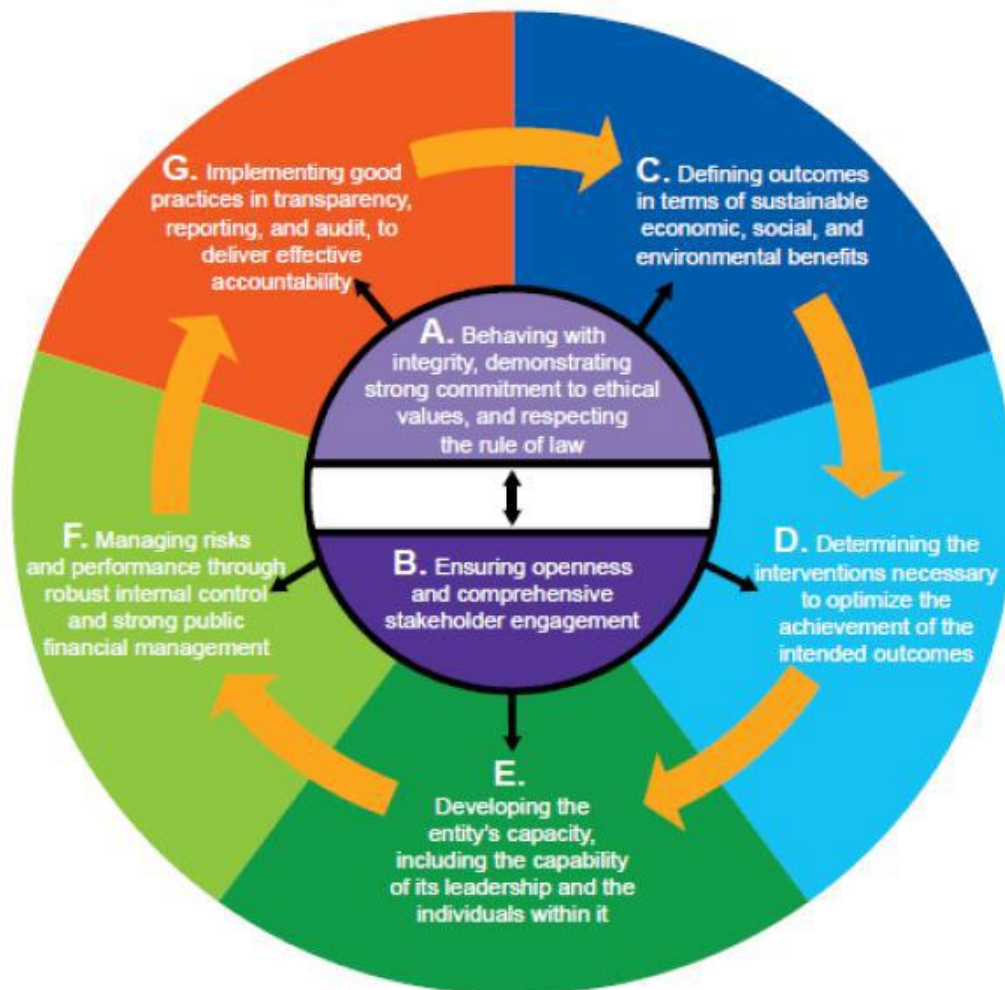 G. Implementing good
practices in transparency,
reporting, and audit, to
deliver effective
accountability
C. Defining outcomes
in terms of sustainable
economic, social, and
environmental benefits
A. Behaving with
integrity, demonstrating
strong commitment to ethical
values, and respecting
the rule of law
F. Managing risks
and performance through
robust internal control
and strong public
financial management
B. Ensuring openness
and comprehensive
stakeholder engagement
D. Determining the
interventions necessary
to optimize the
achievement of the
intended outcomes
E.
Developing the
entity's capacity,
including the capability
of its leadership and the
individuals within it